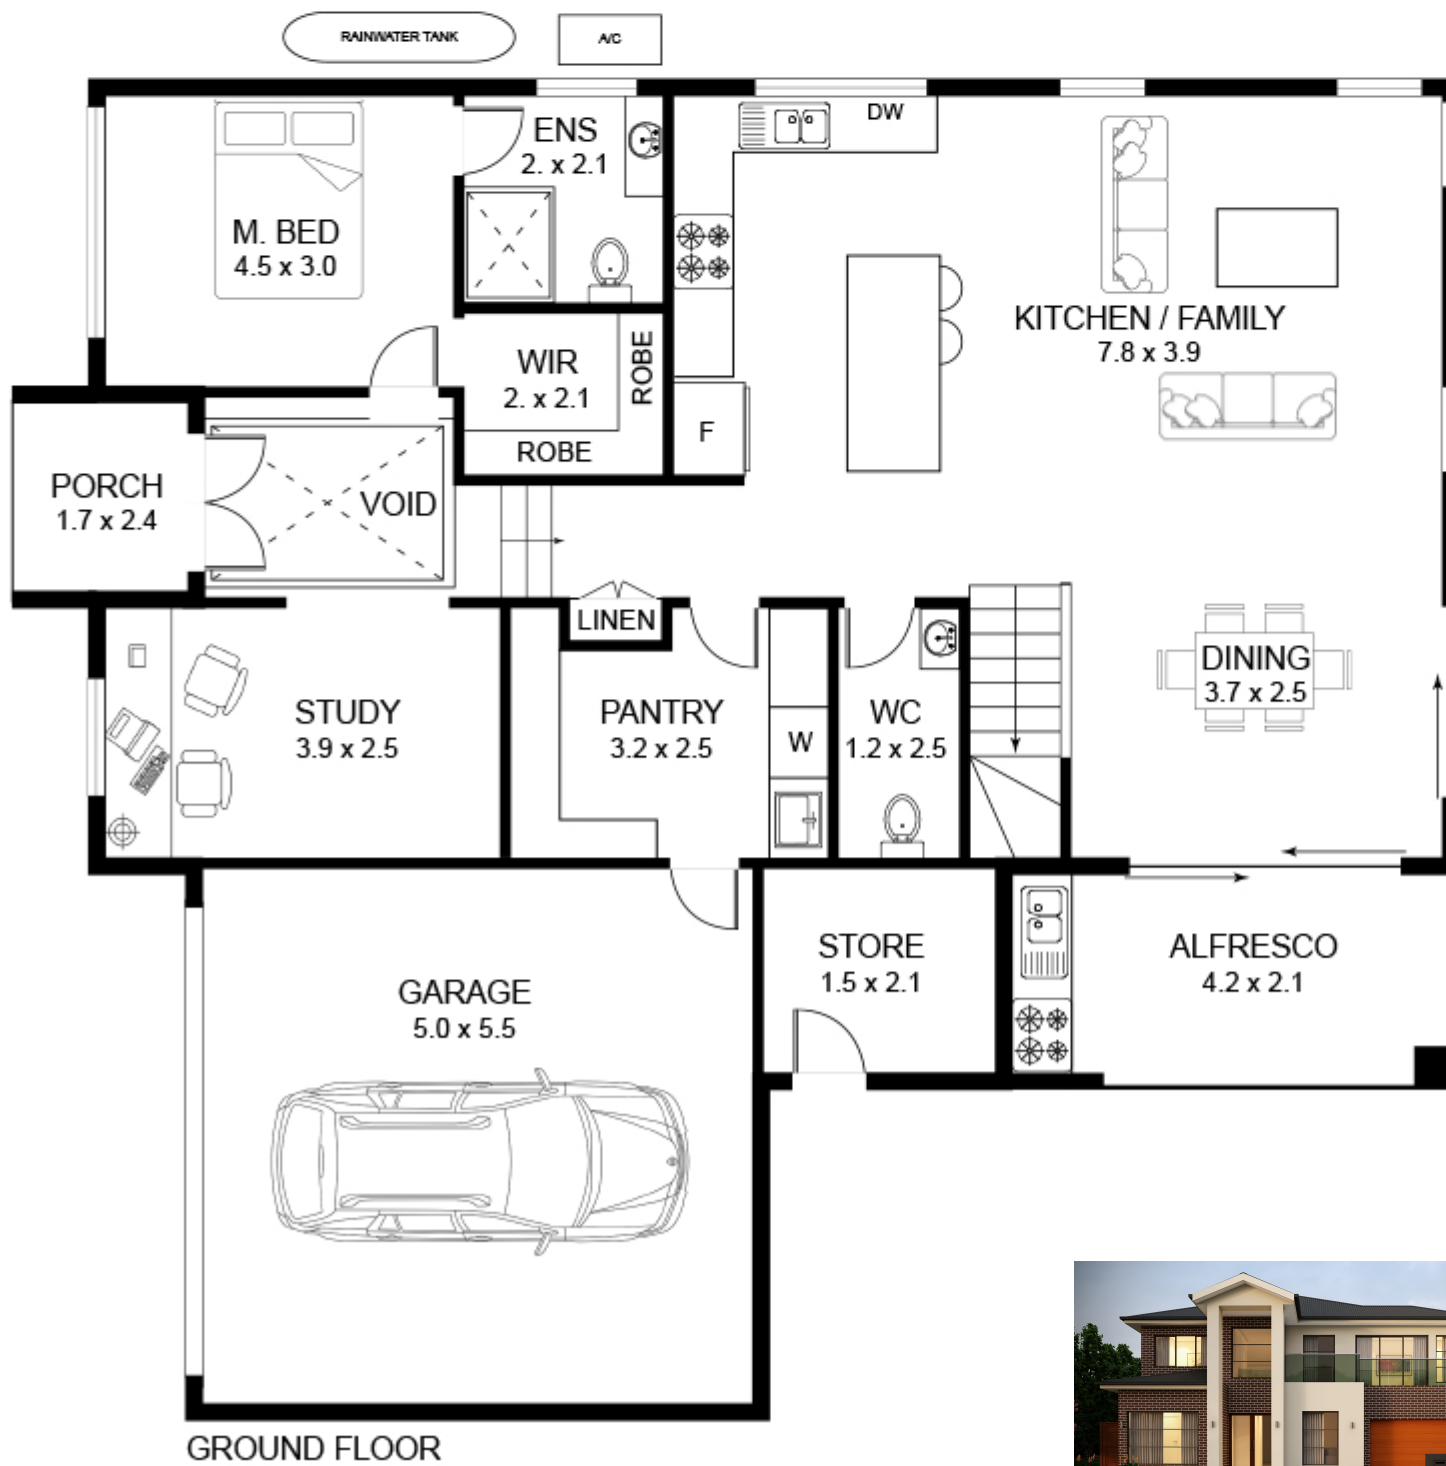 RAINWATER TANK
A/C
ENS
2. x 2.1
DW
M. BED
4.5 x 3.0
KITCHEN / FAMILY
7.8 x 3.9
WIR
2. x 2.1
ROBE
ROBE
F
PORCH
1.7 x 2.4
VOID
LINEN
STUDY
3.9 x 2.5
PANTRY
3.2 x 2.5
W
WC
1.2 x 2.5
DINING
3.7 x 2.5
GARAGE
5.0 x 5.5
STORE
1.5 x 2.1
ALFRESCO
4.2 x 2.1
GROUND FLOOR